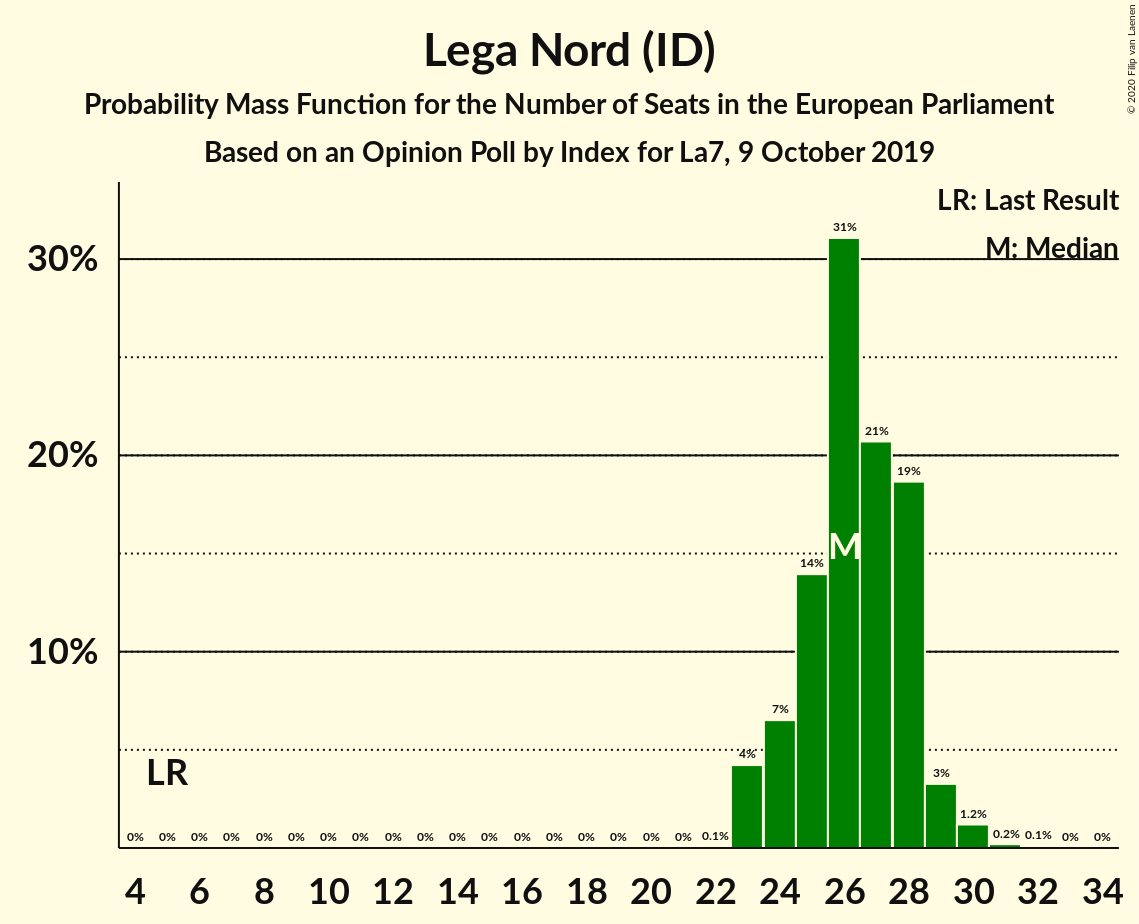 Lega Nord (ID)
Probability Mass Function for the Number of Seats in the European Parliament
Based on an Opinion Poll by Index for La7, 9 October 2019
© 2020 Filip van Laenen
LR: Last Result
M: Median
30%
20%
10%
LR
M
0% 0% 0% 0% 0% 0% 0% 0% 0% 0% 0% 0% 0% 0% 0% 0% 0% 0% 0.1% 4% 7% 14% 31% 21% 19% 3% 1.2% 0.2% 0.1% 0% 0%
4 6 8 10 12 14 16 18 20 22 24 26 28 30 32 34